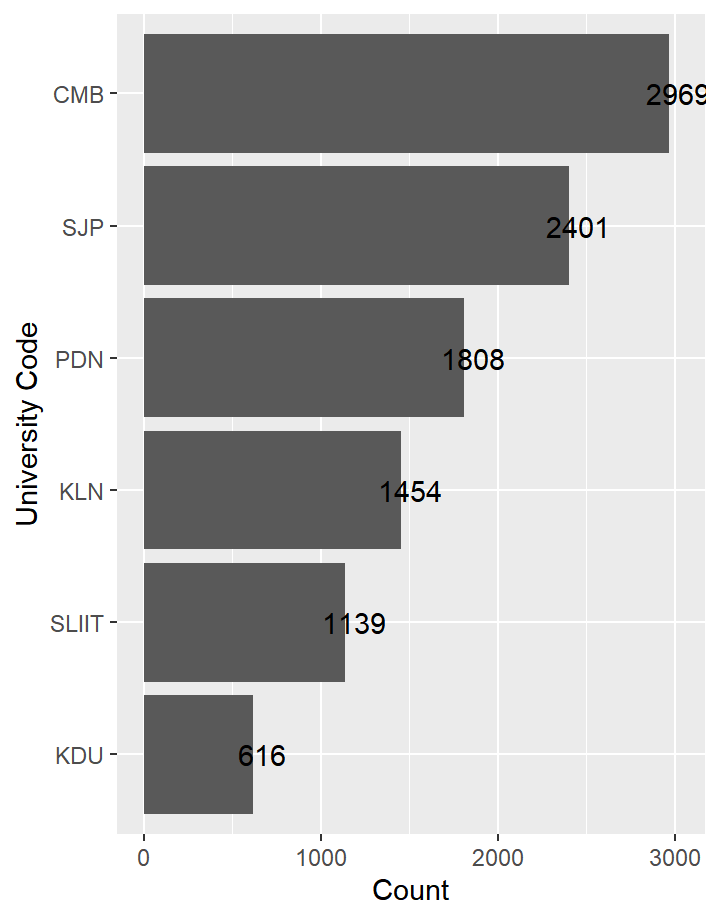 CMB 2969
SJP 2401
PDN 1808
KLN 1454
SLIIT 1139
KDU 616
University Code
0 1000 2000 3000
Count